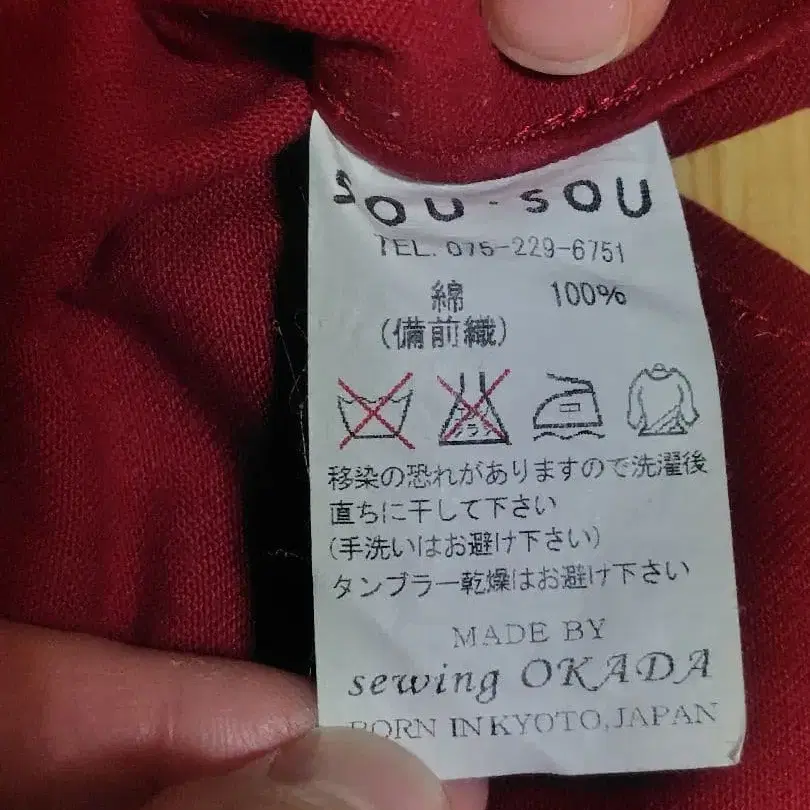 SOU・SOU
TEL. 075-229-6751
綿 100%
(備前織)
移染の恐れがありますので洗濯後
直ちに干して下さい
(手洗いはお避け下さい)
タンブラー乾燥はお避け下さい
MADE BY
sewing OKADA
BORN IN KYOTO, JAPAN